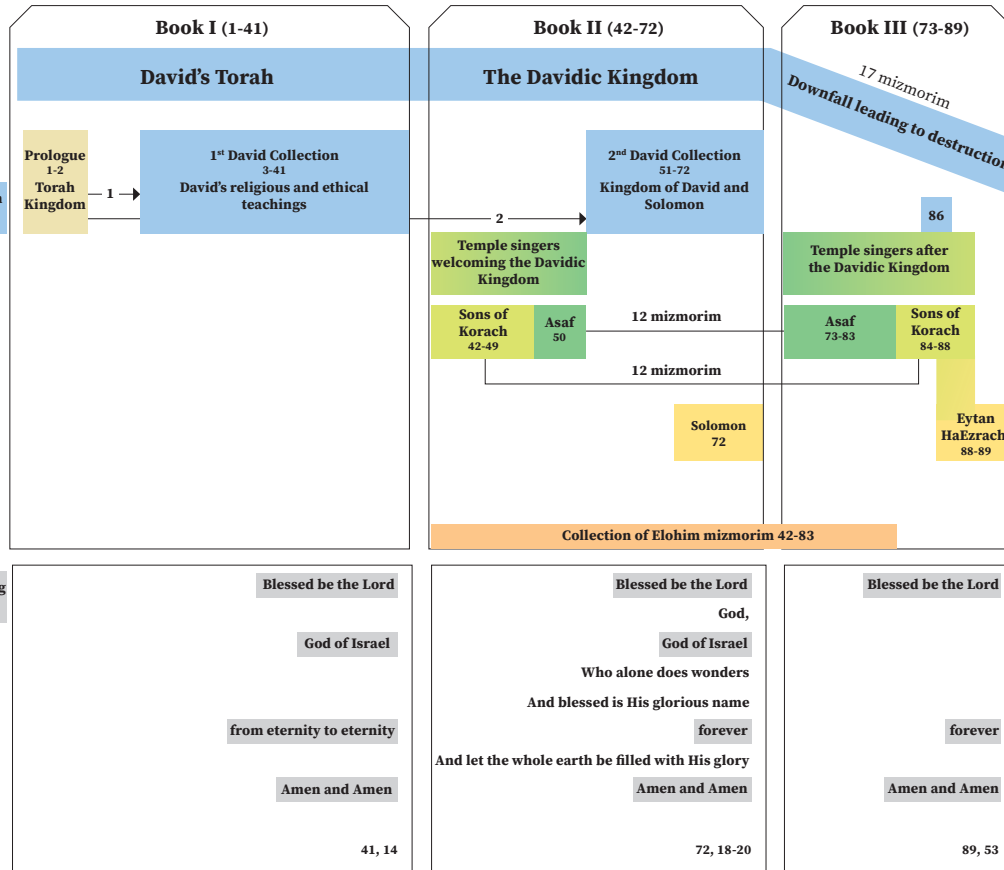 Book I (1-41)
David's Torah
Prologue
1-2
Torah
Kingdom
1
1st David Collection
3-41
David's religious and ethical
teachings
Book II (42-72)
The Davidic Kingdom
2
2nd David Collection
51-72
Kingdom of David and
Solomon
Temple singers
welcoming the Davidic
Kingdom
Sons of
Korach
42-49
Asaf
50
12 mizmorim
12 mizmorim
Solomon
72
Book III (73-89)
17 mizmorim
Downfall leading to destruction
86
Temple singers after
the Davidic Kingdom
Asaf
73-83
Sons of
Korach
84-88
Eytan
HaEzrach
88-89
Collection of Elohim mizmorim 42-83
Blessed be the Lord
God of Israel
from eternity to eternity
Amen and Amen
41, 14
Blessed be the Lord
God,
God of Israel
Who alone does wonders
And blessed is His glorious name
forever
And let the whole earth be filled with His glory
Amen and Amen
72, 18-20
Blessed be the Lord
forever
Amen and Amen
89, 53